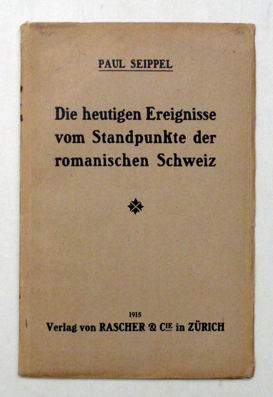 PAUL SEIPPEL
Die heutigen Ereignisse
vom Standpunkte der
romanischen Schweiz
1915
Verlag von RASCHER & CIE in ZÜRICH